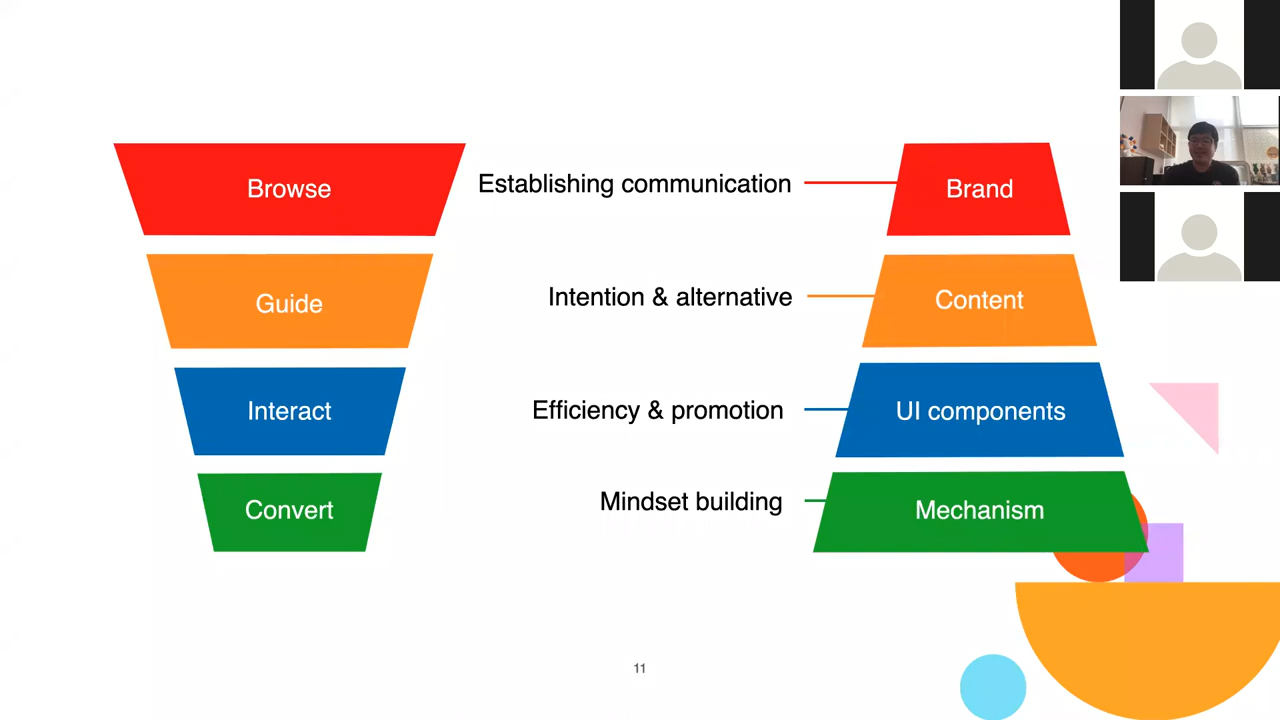 Browse
Establishing communication
Brand
Guide
Intention & alternative
Content
Interact
Efficiency & promotion
UI components
Convert
Mindset building
Mechanism
11